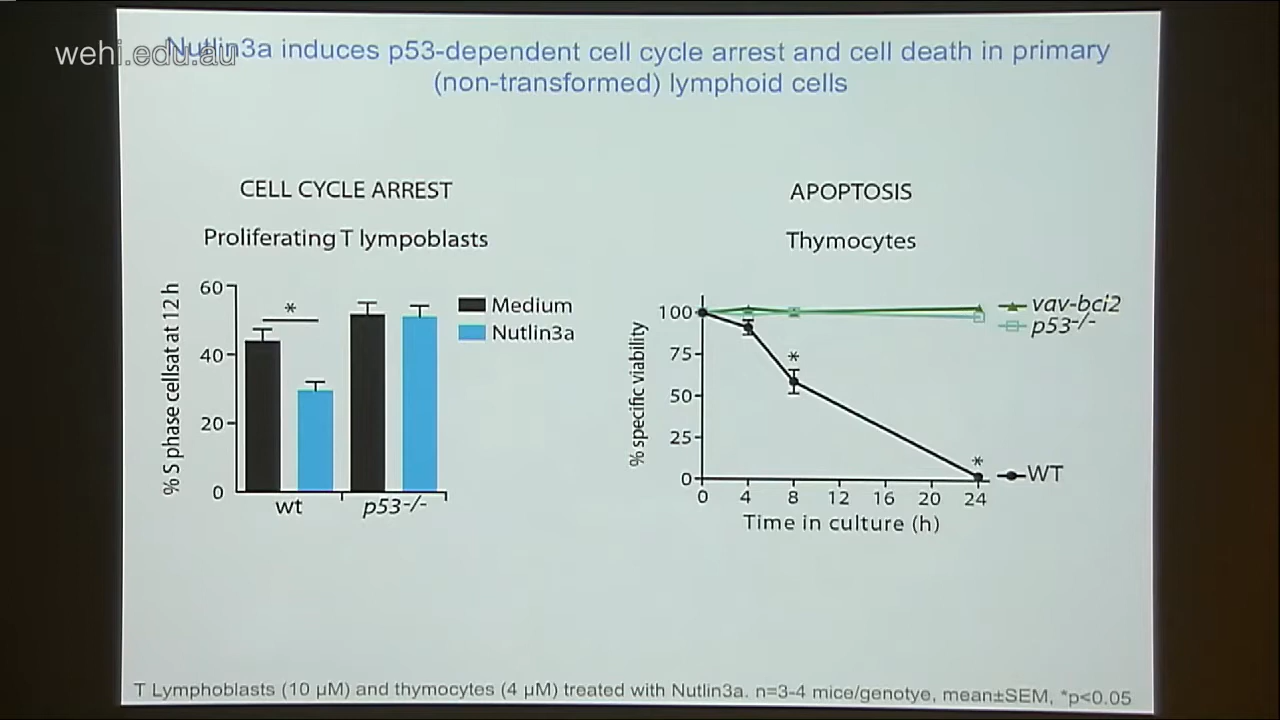 wehi.edu.au
Nutlin3a induces p53-dependent cell cycle arrest and cell death in primary
(non-transformed) lymphoid cells
CELL CYCLE ARREST
Proliferating T lympoblasts
% S phase cellsat at 12 h
60
40
20
0
*
Medium
Nutlin3a
wt
p53-/-
APOPTOSIS
Thymocytes
% specific viability
100
75
50
25
0
*
*
vav-bcl2
p53-/-
WT
0 4 8 12 16 20 24
Time in culture (h)
T Lymphoblasts (10 µM) and thymocytes (4 µM) treated with Nutlin3a. n=3-4 mice/genotye, mean±SEM, *p<0.05